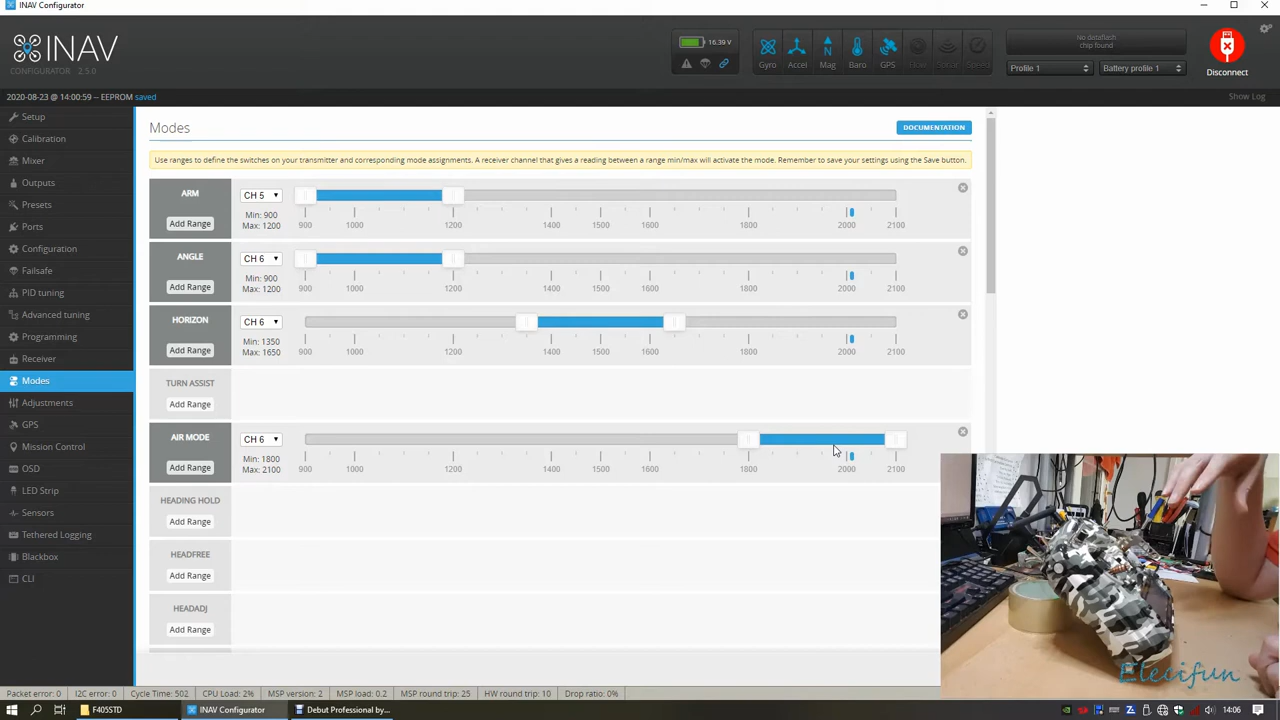 INAV Configurator
INAV
CONFIGURATOR 2.5.0
16.39 V
Gyro Accel Mag Baro GPS Flow Sonar Speed
No dataflash
chip found
Profile 1
Battery profile 1
Disconnect
2020-08-23 @ 14:00:59 -- EEPROM saved
Show Log
Setup
Calibration
Mixer
Outputs
Presets
Ports
Configuration
Failsafe
PID tuning
Advanced tuning
Programming
Receiver
Modes
Adjustments
GPS
Mission Control
OSD
LED Strip
Sensors
Tethered Logging
Blackbox
CLI
Modes
DOCUMENTATION
Use ranges to define the switches on your transmitter and corresponding mode assignments. A receiver channel that gives a reading between a range min/max will activate the mode. Remember to save your settings using the Save button.
ARM
Add Range
CH 5
Min: 900
Max: 1200
900 1000 1200 1400 1500 1600 1800 2000 2100
ANGLE
Add Range
CH 6
Min: 900
Max: 1200
900 1000 1200 1400 1500 1600 1800 2000 2100
HORIZON
Add Range
CH 6
Min: 1350
Max: 1650
900 1000 1200 1400 1500 1600 1800 2000 2100
TURN ASSIST
Add Range
AIR MODE
Add Range
CH 6
Min: 1800
Max: 2100
900 1000 1200 1400 1500 1600 1800 2000 2100
HEADING HOLD
Add Range
HEADFREE
Add Range
HEADADJ
Add Range
Elecifun
Packet error: 0 I2C error: 0 Cycle Time: 502 CPU Load: 2% MSP version: 2 MSP load: 0.2 MSP round trip: 25 HW round trip: 10 Drop ratio: 0%
F405STD
INAV Configurator
Debut Professional by...
14:06